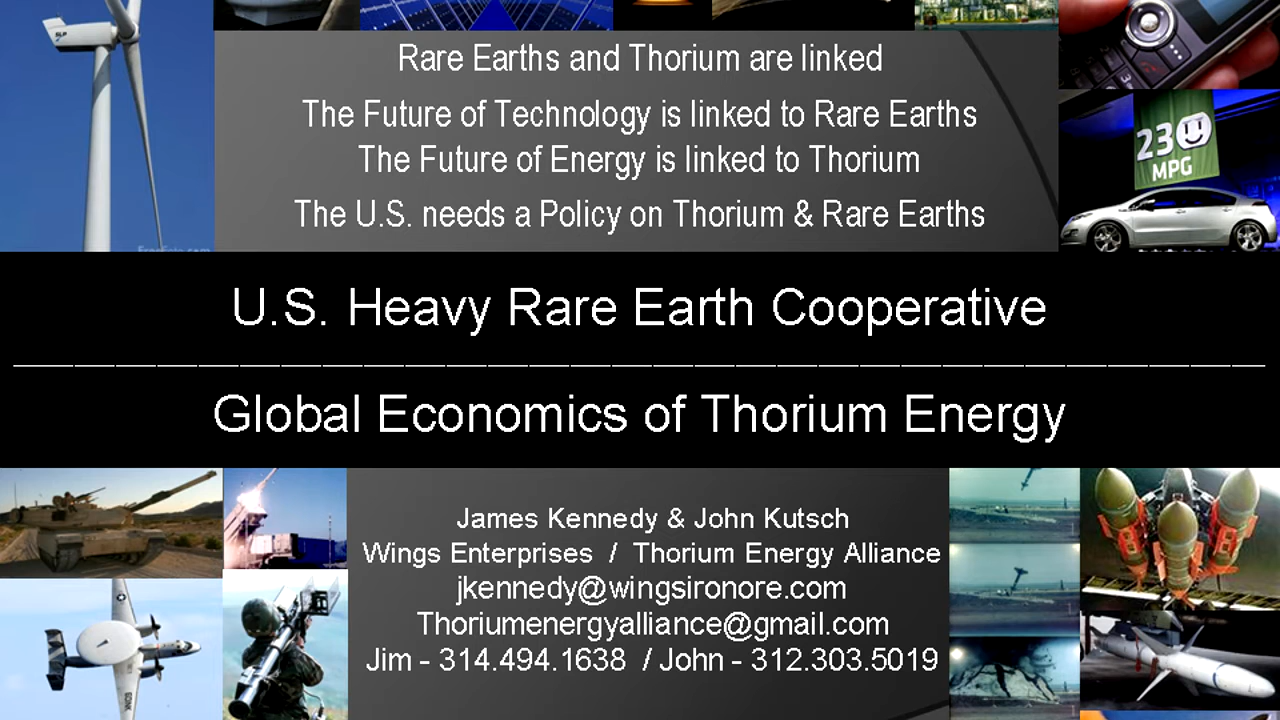 Rare Earths and Thorium are linked
The Future of Technology is linked to Rare Earths
The Future of Energy is linked to Thorium
The U.S. needs a Policy on Thorium & Rare Earths
230
MPG
FreeFoto.com
U.S. Heavy Rare Earth Cooperative
Global Economics of Thorium Energy
James Kennedy & John Kutsch
Wings Enterprises / Thorium Energy Alliance
jkennedy@wingsironore.com
Thoriumenergyalliance@gmail.com
Jim - 314.494.1638 / John - 312.303.5019